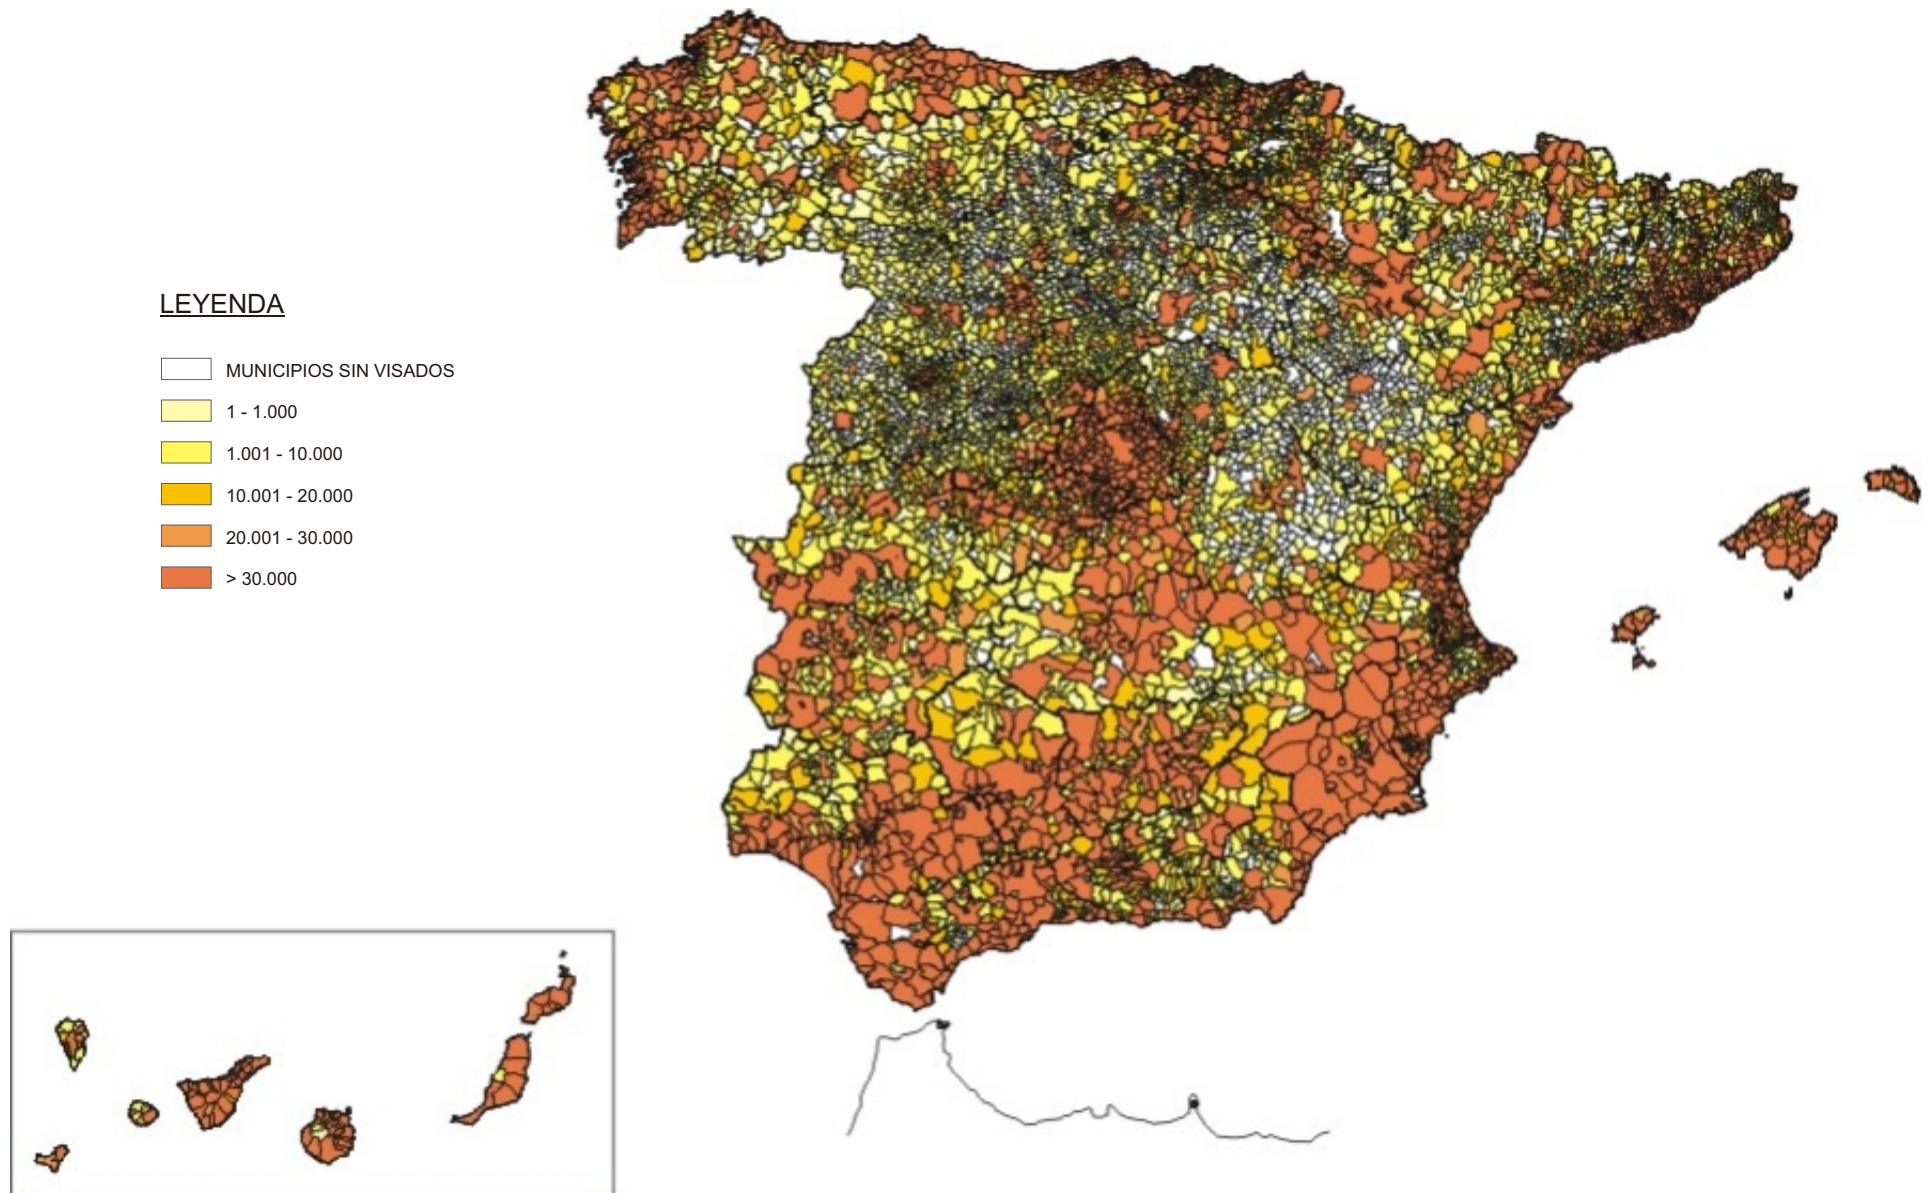 LEYENDA
MUNICIPIOS SIN VISADOS
1 - 1.000
1.001 - 10.000
10.001 - 20.000
20.001 - 30.000
> 30.000